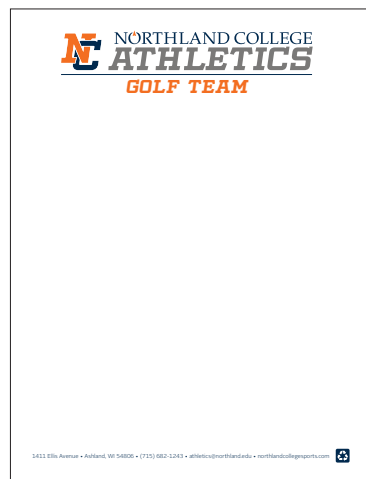 NC NORTHLAND COLLEGE
ATHLETICS
GOLF TEAM
1411 Ellis Avenue • Ashland, WI 54806 • (715) 682-1243 • athletics@northland.edu • northlandcollegesports.com